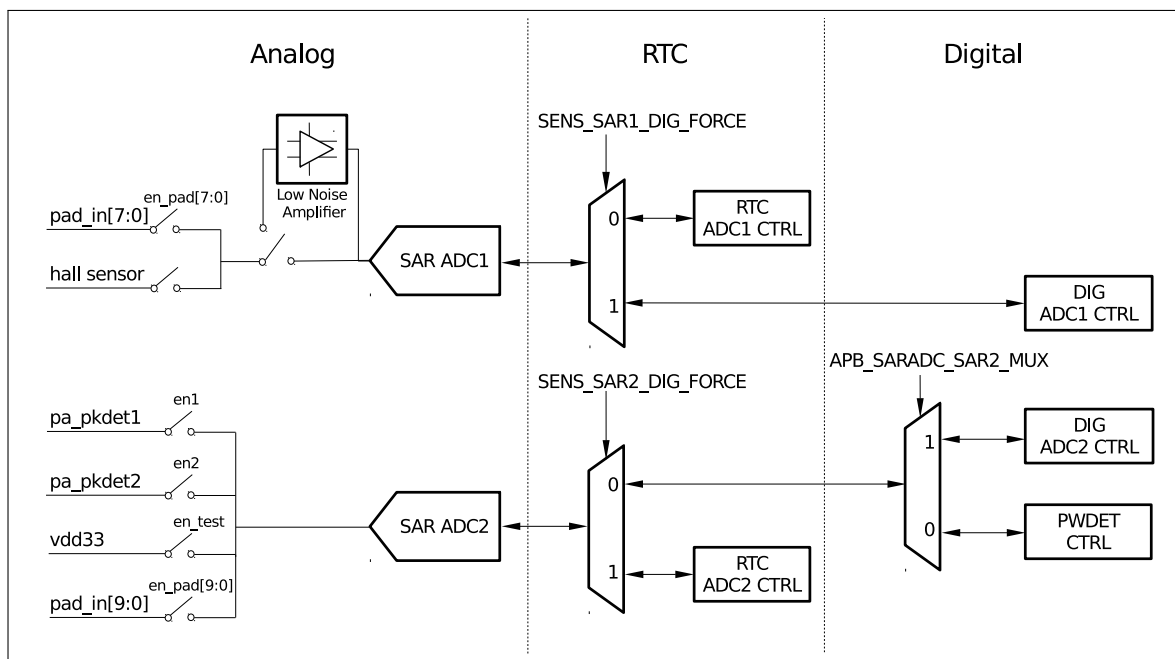 Analog
RTC
Digital
SENS_SAR1_DIG_FORCE
Low Noise
Amplifier
en_pad[7:0]
pad_in[7:0]
hall sensor
SAR ADC1
0
1
RTC
ADC1 CTRL
DIG
ADC1 CTRL
SENS_SAR2_DIG_FORCE
APB_SARADC_SAR2_MUX
en1
pa_pkdet1
en2
pa_pkdet2
en_test
vdd33
en_pad[9:0]
pad_in[9:0]
SAR ADC2
0
1
RTC
ADC2 CTRL
1
0
DIG
ADC2 CTRL
PWDET
CTRL